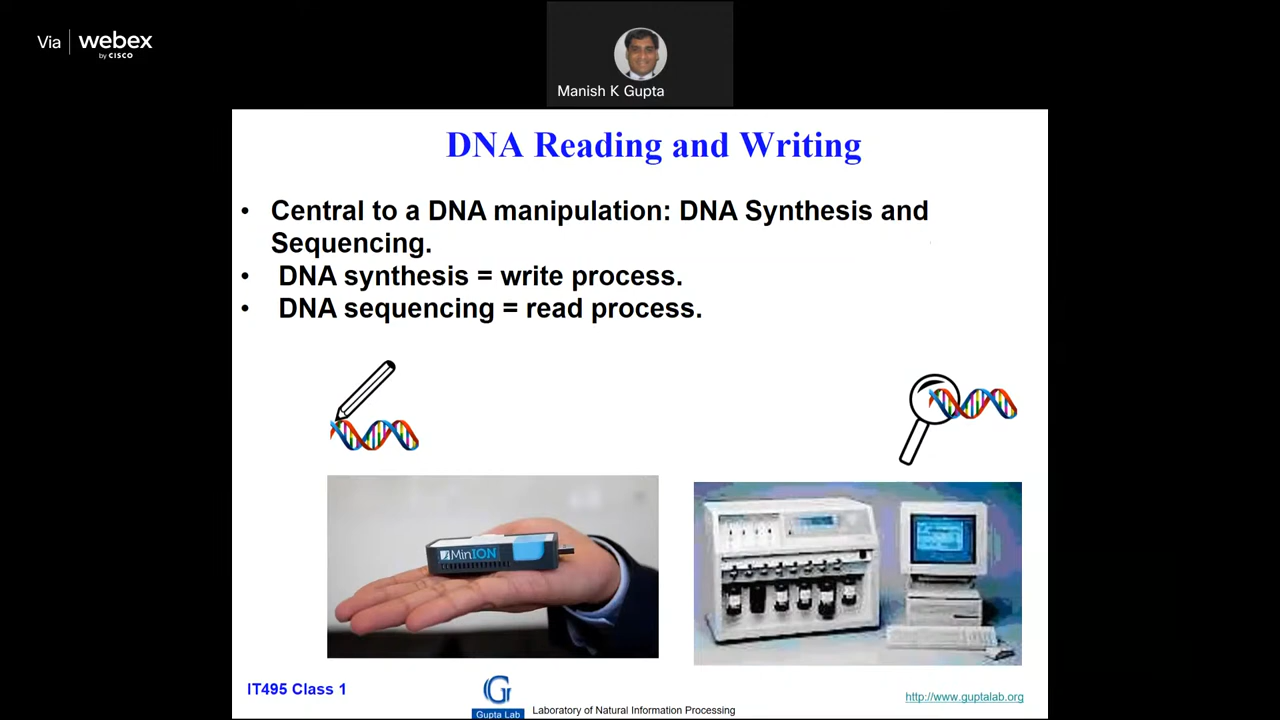 Via webex
by CISCO
Manish K Gupta
DNA Reading and Writing
• Central to a DNA manipulation: DNA Synthesis and
Sequencing.
• DNA synthesis = write process.
• DNA sequencing = read process.
MinION
IT495 Class 1
G
Gupta Lab
Laboratory of Natural Information Processing
http://www.guptalab.org